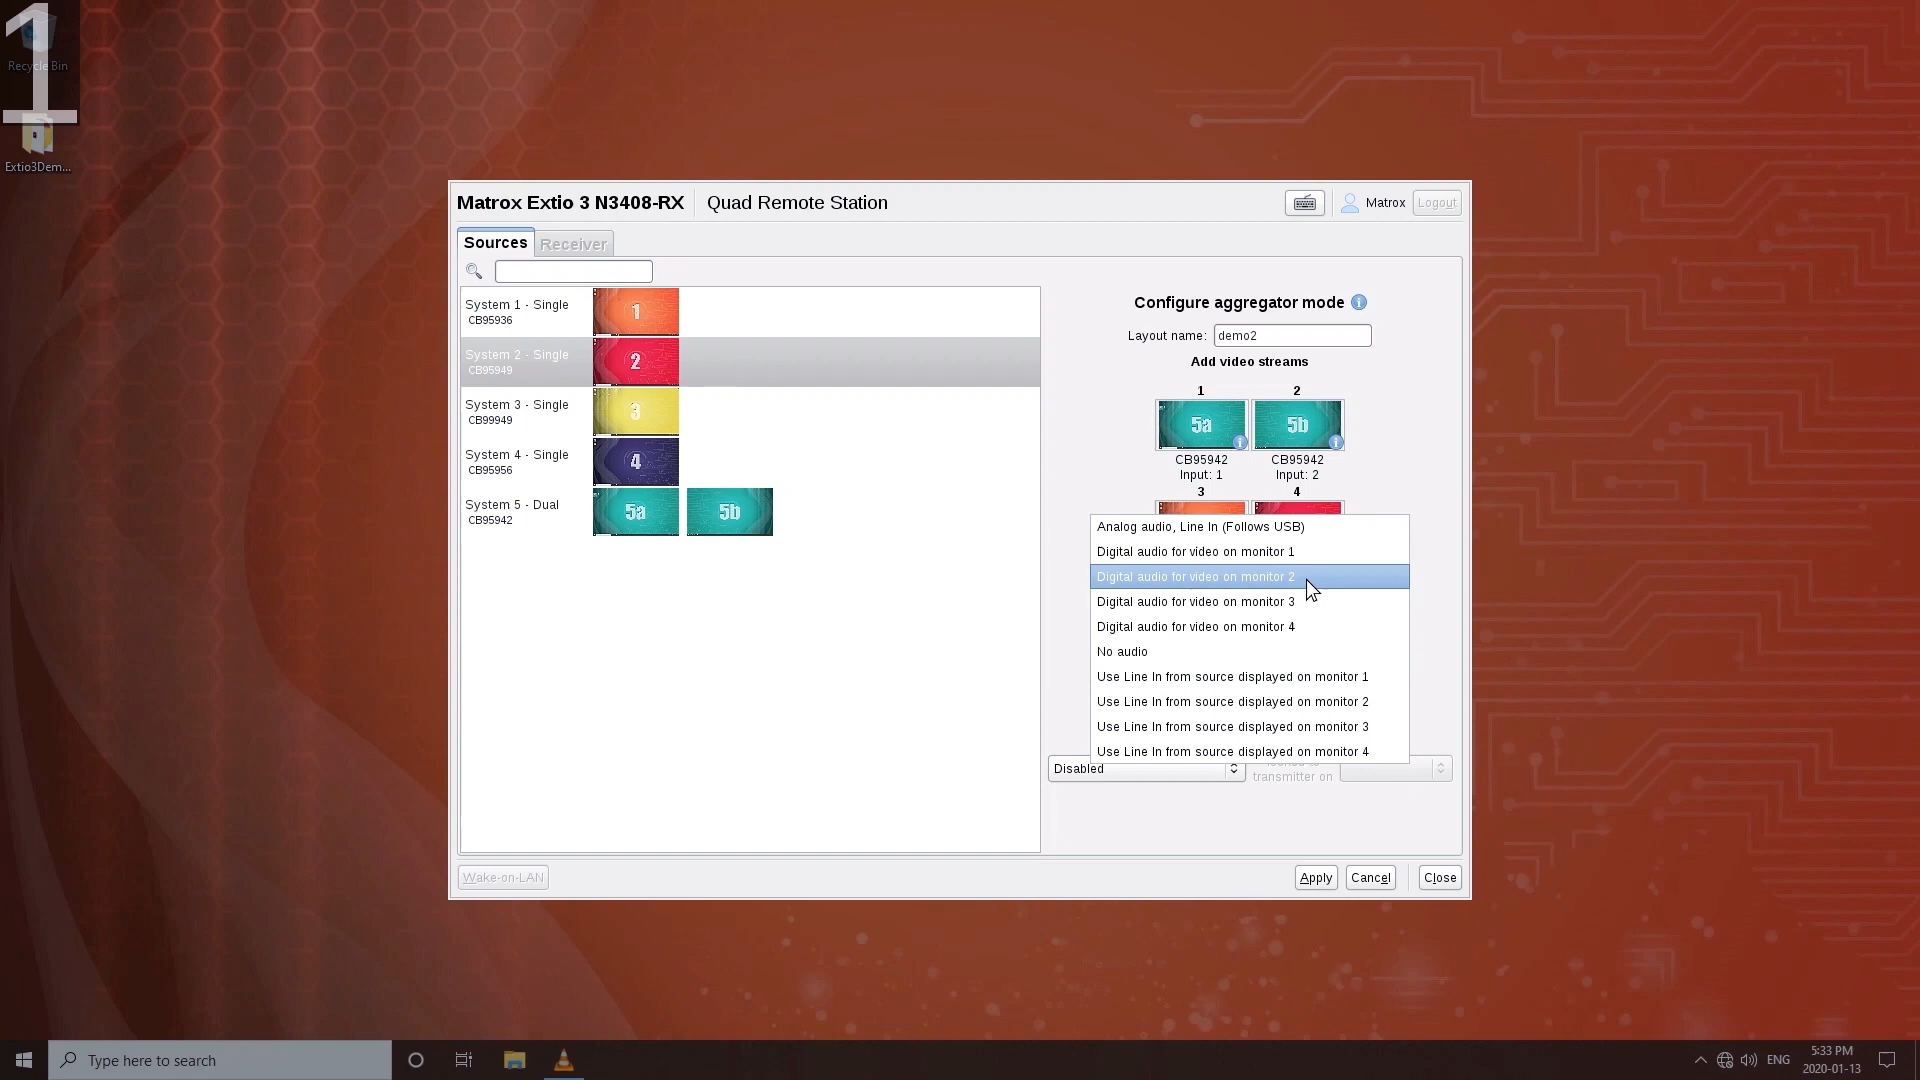 1
Recycle Bin
Extio3Dem...
Matrox Extio 3 N3408-RX
Quad Remote Station
Matrox
Logout
Sources
Receiver
System 1 - Single
CB95936
1
System 2 - Single
CB95949
2
System 3 - Single
CB99949
3
System 4 - Single
CB95956
4
System 5 - Dual
CB95942
5a
5b
Configure aggregator mode
Layout name:
demo2
Add video streams
1
2
5a
5b
CB95942
CB95942
Input: 1
Input: 2
3
4
Analog audio, Line In (Follows USB)
Digital audio for video on monitor 1
Digital audio for video on monitor 2
Digital audio for video on monitor 3
Digital audio for video on monitor 4
No audio
Use Line In from source displayed on monitor 1
Use Line In from source displayed on monitor 2
Use Line In from source displayed on monitor 3
Use Line In from source displayed on monitor 4
Disabled
transmitter on
Wake-on-LAN
Apply
Cancel
Close
Type here to search
ENG
5:33 PM
2020-01-13